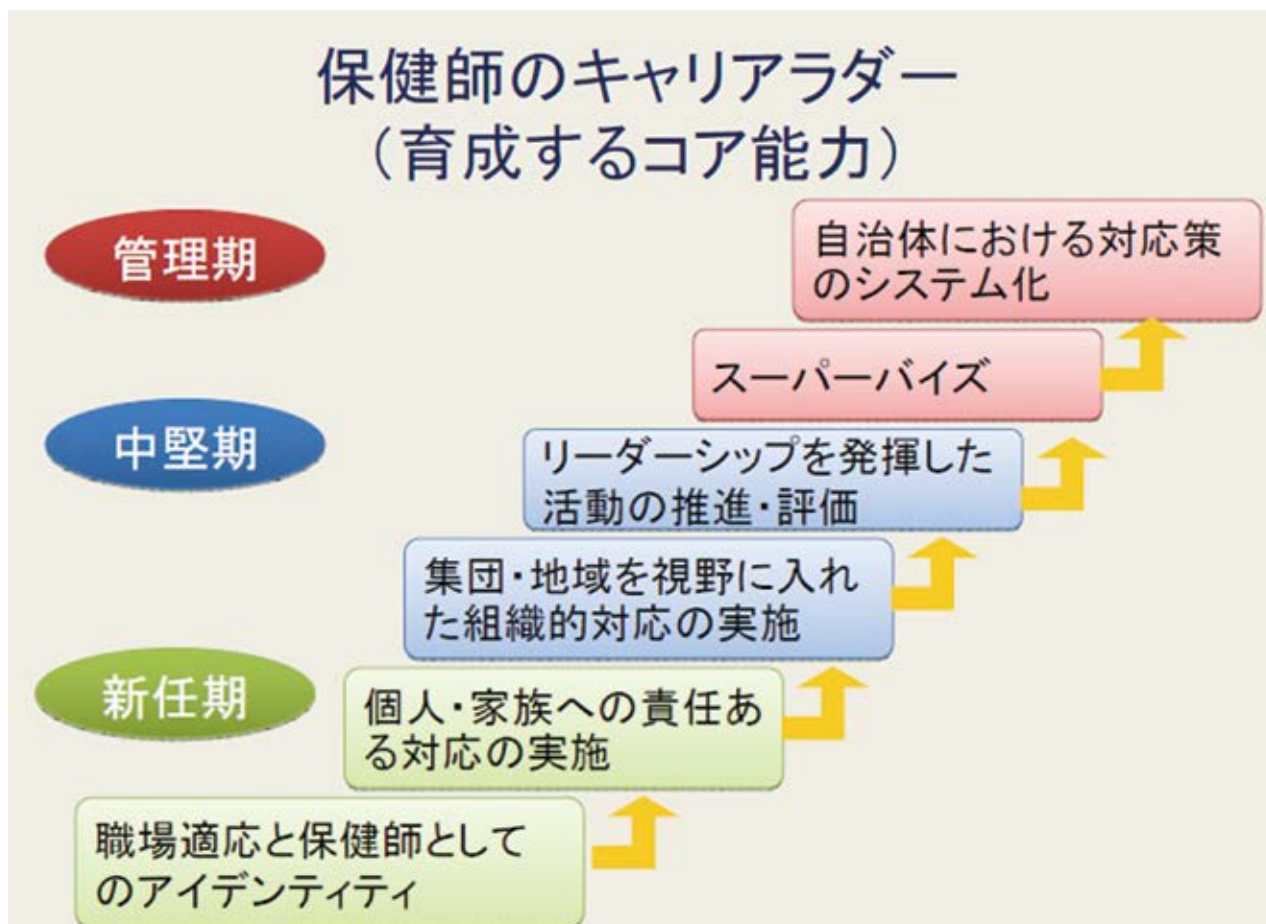 保健師のキャリアラダー
（育成するコア能力）
管理期
自治体における対応策
のシステム化
スーパーバイズ
中堅期
リーダーシップを発揮した
活動の推進・評価
集団・地域を視野に入れ
た組織的対応の実施
新任期
個人・家族への責任あ
る対応の実施
職場適応と保健師として
のアイデンティティ